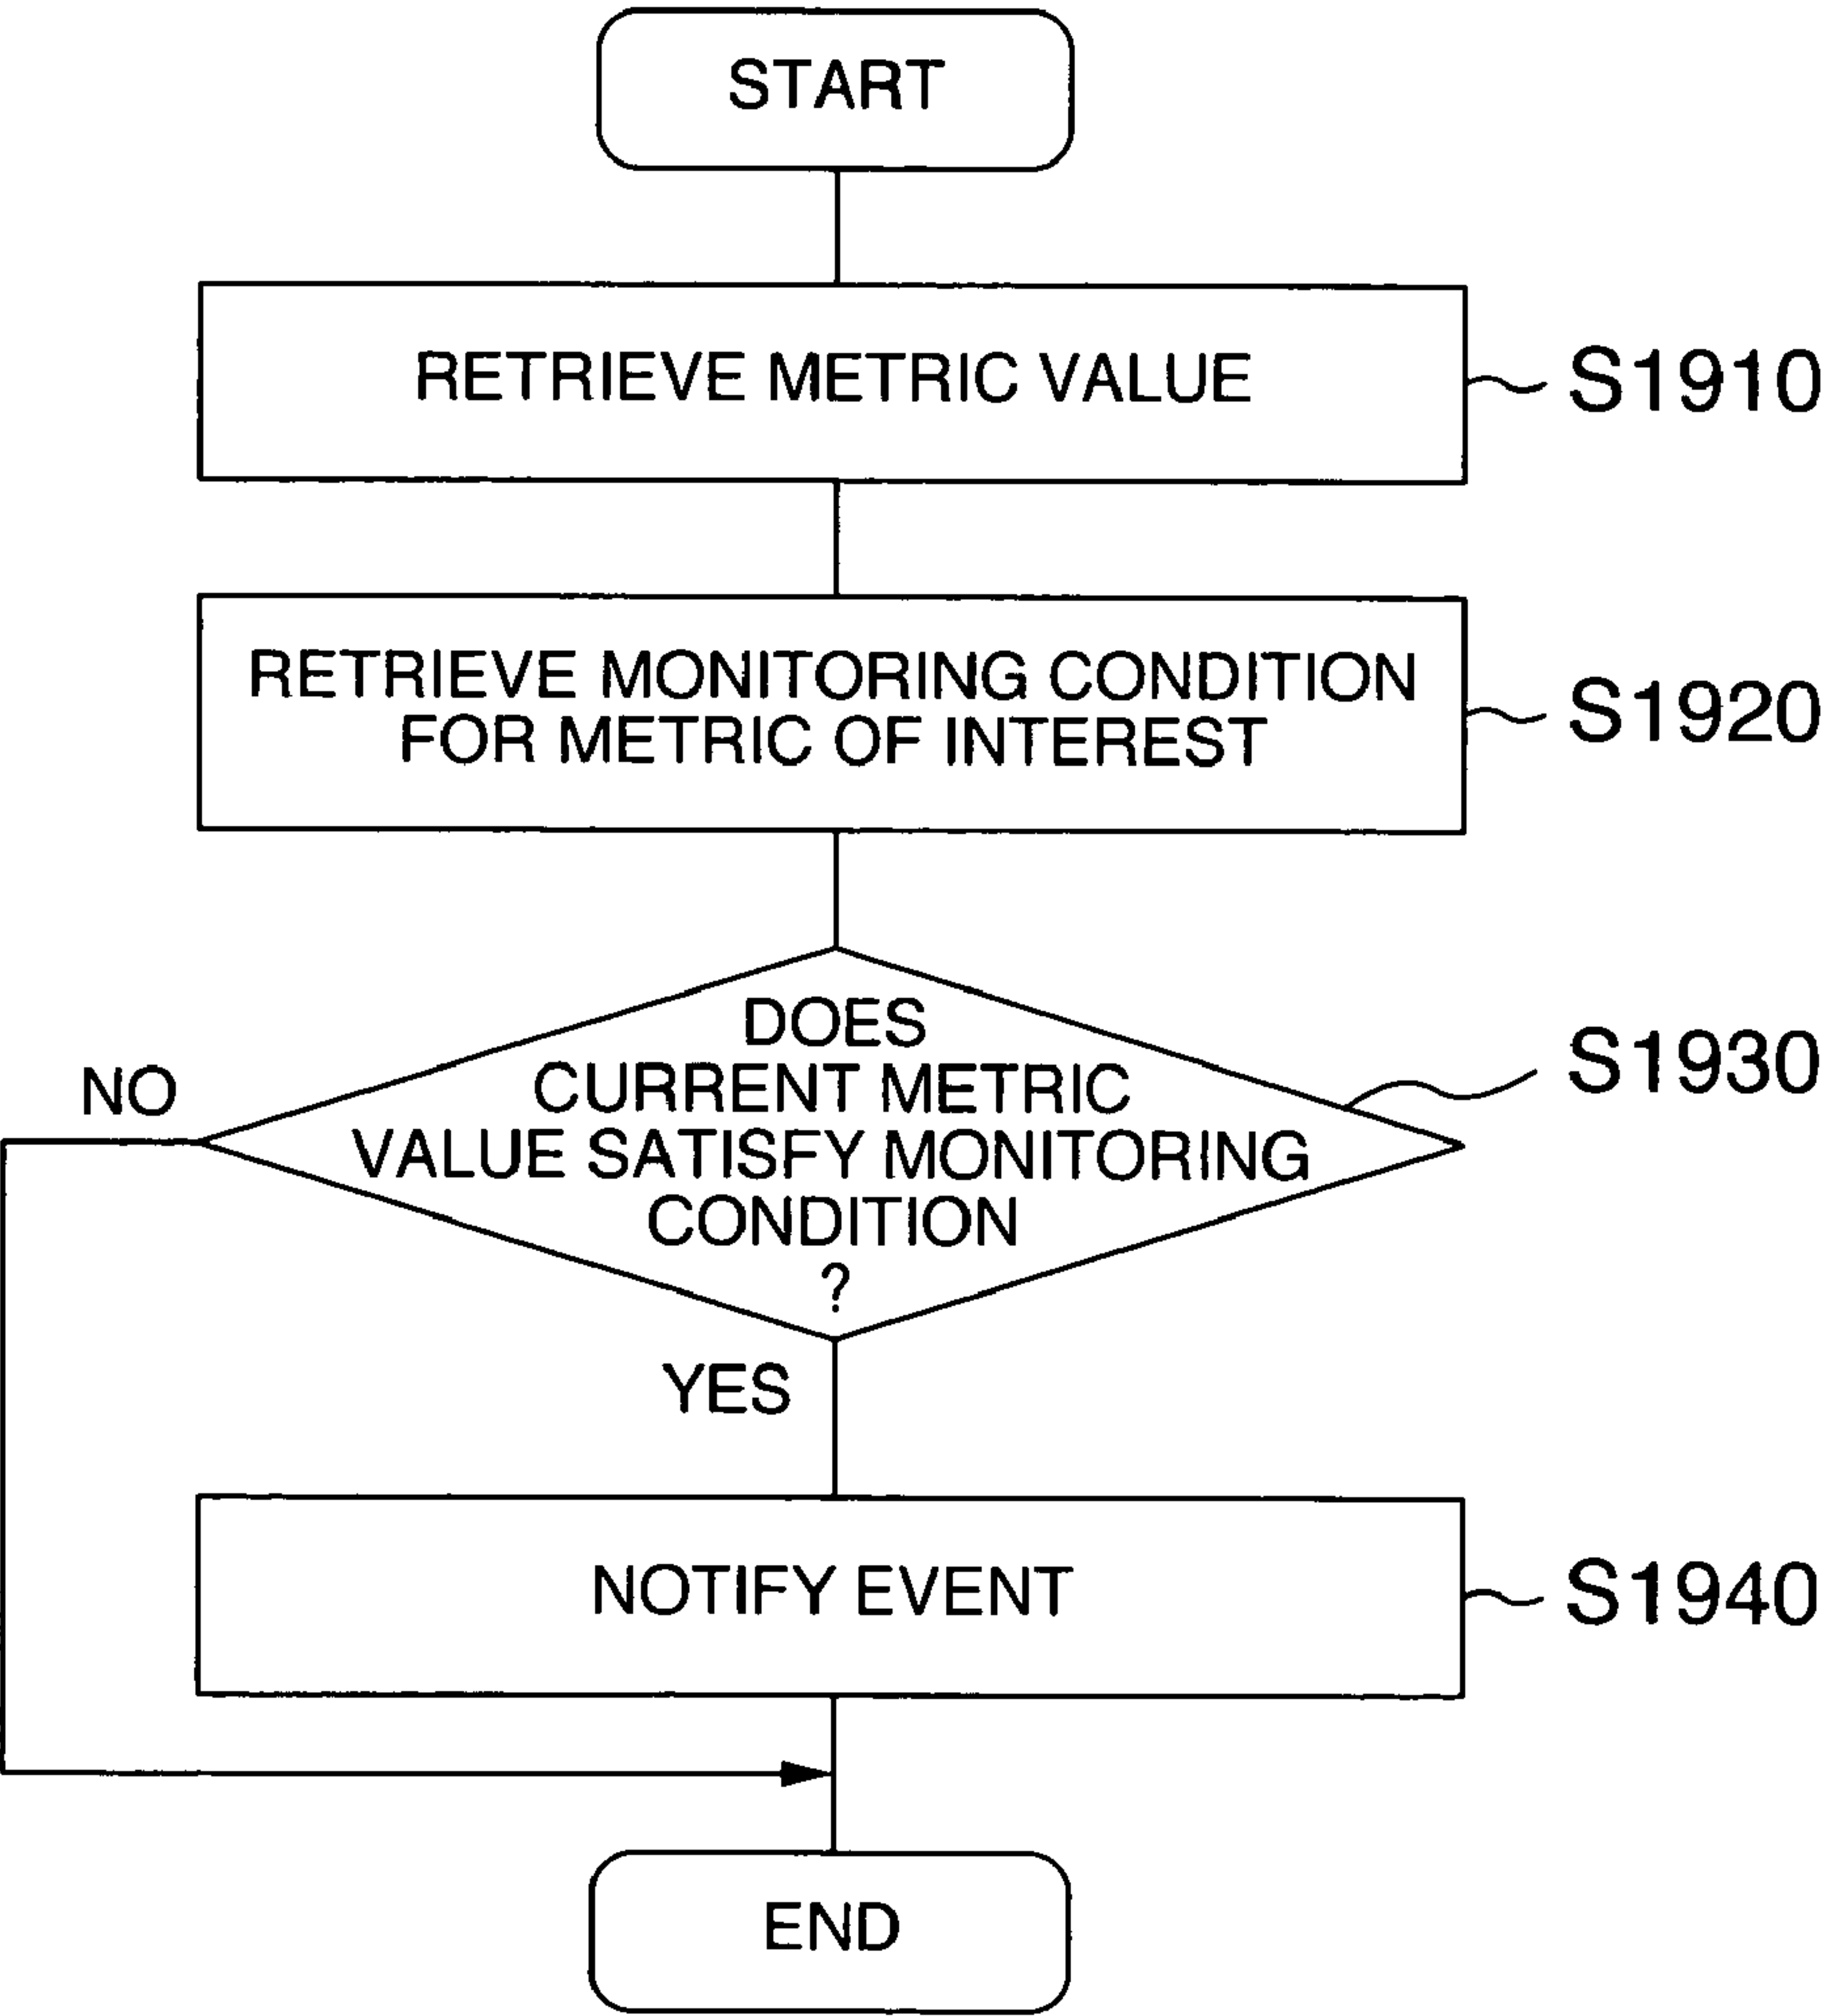 START
RETRIEVE METRIC VALUE
S1910
RETRIEVE MONITORING CONDITION
FOR METRIC OF INTEREST
S1920
DOES
CURRENT METRIC
VALUE SATISFY MONITORING
CONDITION
?
S1930
NO
YES
NOTIFY EVENT
S1940
END